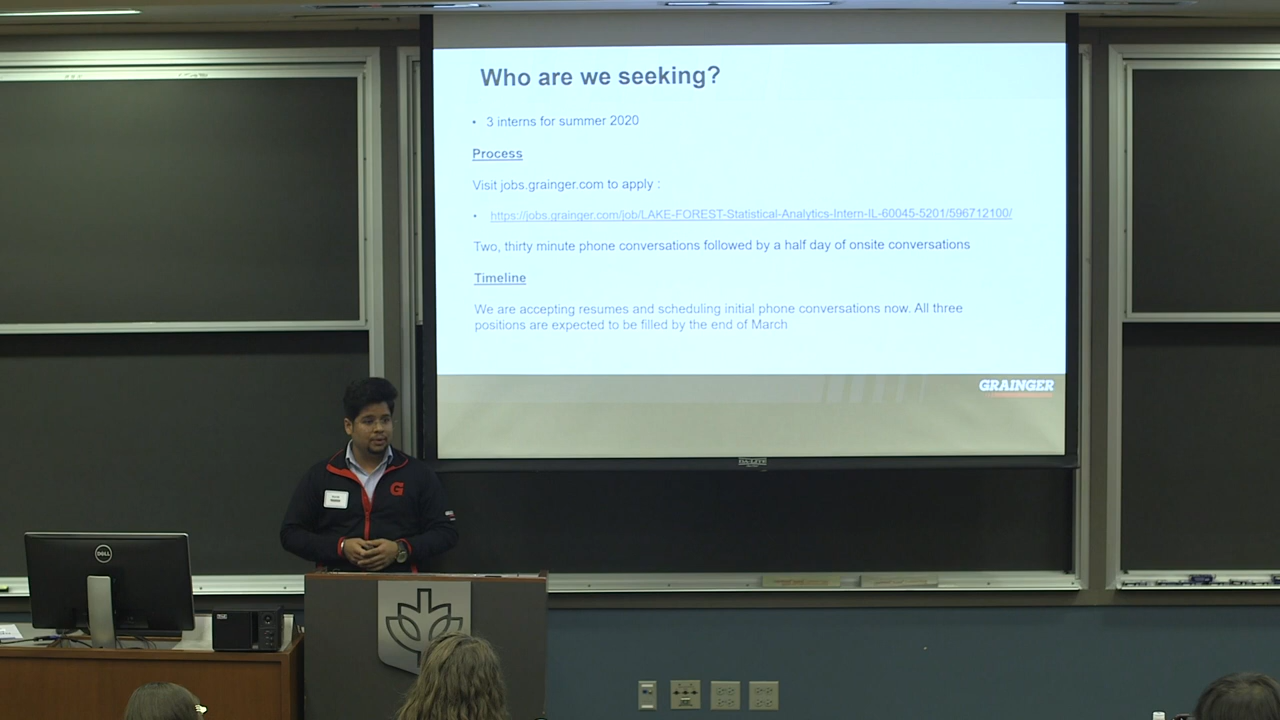 Who are we seeking?
• 3 interns for summer 2020
Process
Visit jobs.grainger.com to apply :
• https://jobs.grainger.com/job/LAKE-FOREST-Statistical-Analytics-Intern-IL-60045-5201/596712100/
Two, thirty minute phone conversations followed by a half day of onsite conversations
Timeline
We are accepting resumes and scheduling initial phone conversations now. All three
positions are expected to be filled by the end of March
GRAINGER
DA-LITE
G
DELL